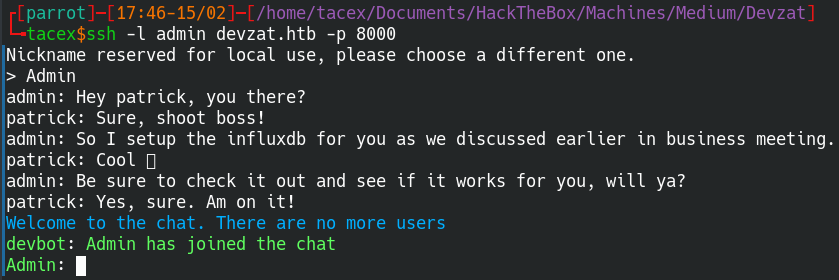 ┌─[parrot]─[17:46-15/02]─[/home/tacex/Documents/HackTheBox/Machines/Medium/Devzat]
└─╼tacex$ssh -l admin devzat.htb -p 8000
Nickname reserved for local use, please choose a different one.
> Admin
admin: Hey patrick, you there?
patrick: Sure, shoot boss!
admin: So I setup the influxdb for you as we discussed earlier in business meeting.
patrick: Cool
admin: Be sure to check it out and see if it works for you, will ya?
patrick: Yes, sure. Am on it!
Welcome to the chat. There are no more users
devbot: Admin has joined the chat
Admin: